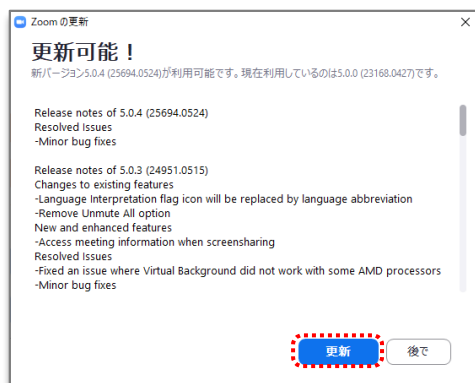 Zoom の更新
更新可能！
新バージョン5.0.4 (25694.0524)が利用可能です。現在利用しているのは5.0.0 (23168.0427)です。
Release notes of 5.0.4 (25694.0524)
Resolved Issues
-Minor bug fixes
Release notes of 5.0.3 (24951.0515)
Changes to existing features
-Language Interpretation flag icon will be replaced by language abbreviation
-Remove Unmute All option
New and enhanced features
-Access meeting information when screensharing
Resolved Issues
-Fixed an issue where Virtual Background did not work with some AMD processors
-Minor bug fixes
更新
後で